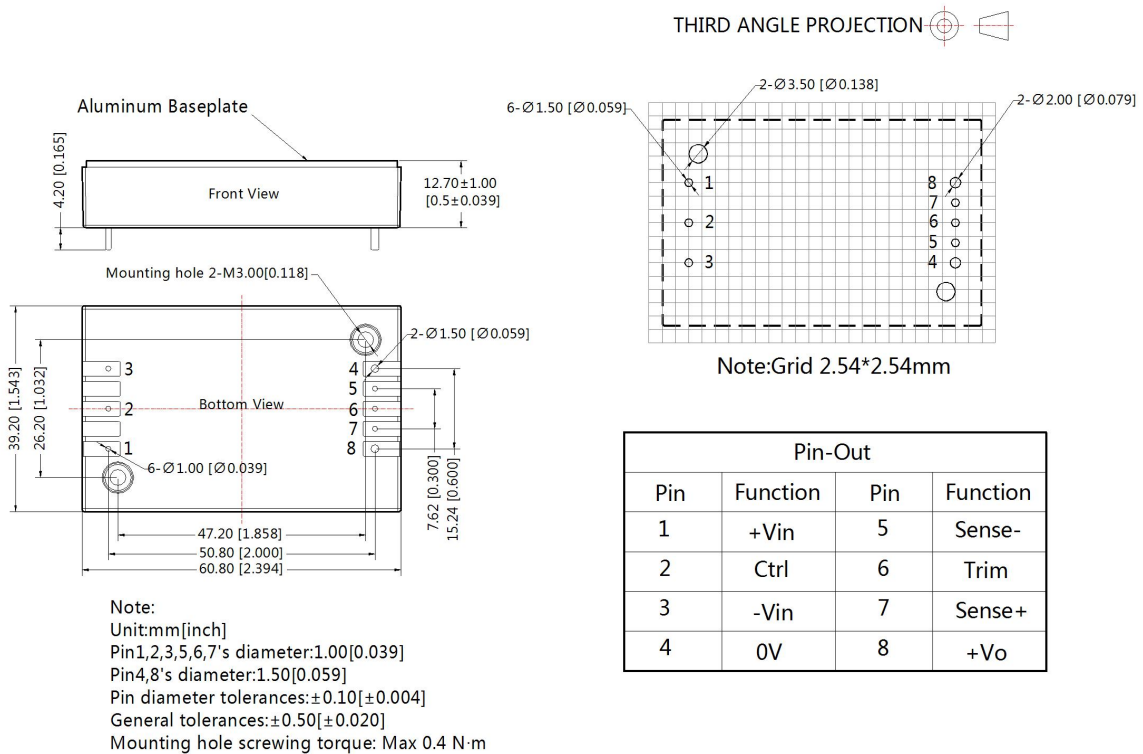 THIRD ANGLE PROJECTION
Aluminum Baseplate
4.20 [0.165]
Front View
12.70±1.00
[0.5±0.039]
2-Ø3.50 [Ø0.138]
6-Ø1.50 [Ø0.059]
2-Ø2.00 [Ø0.079]
1
2
3
8
7
6
5
4
Note:Grid 2.54*2.54mm
Mounting hole 2-M3.00[0.118]
2-Ø1.50 [Ø0.059]
39.20 [1.543]
26.20 [1.032]
3
2
1
Bottom View
4
5
6
7
8
6-Ø1.00 [Ø0.039]
7.62 [0.300]
15.24 [0.600]
47.20 [1.858]
50.80 [2.000]
60.80 [2.394]
Pin-Out
Pin Function Pin Function
1 +Vin 5 Sense-
2 Ctrl 6 Trim
3 -Vin 7 Sense+
4 0V 8 +Vo
Note:
Unit:mm[inch]
Pin1,2,3,5,6,7's diameter:1.00[0.039]
Pin4,8's diameter:1.50[0.059]
Pin diameter tolerances:±0.10[±0.004]
General tolerances:±0.50[±0.020]
Mounting hole screwing torque: Max 0.4 N·m